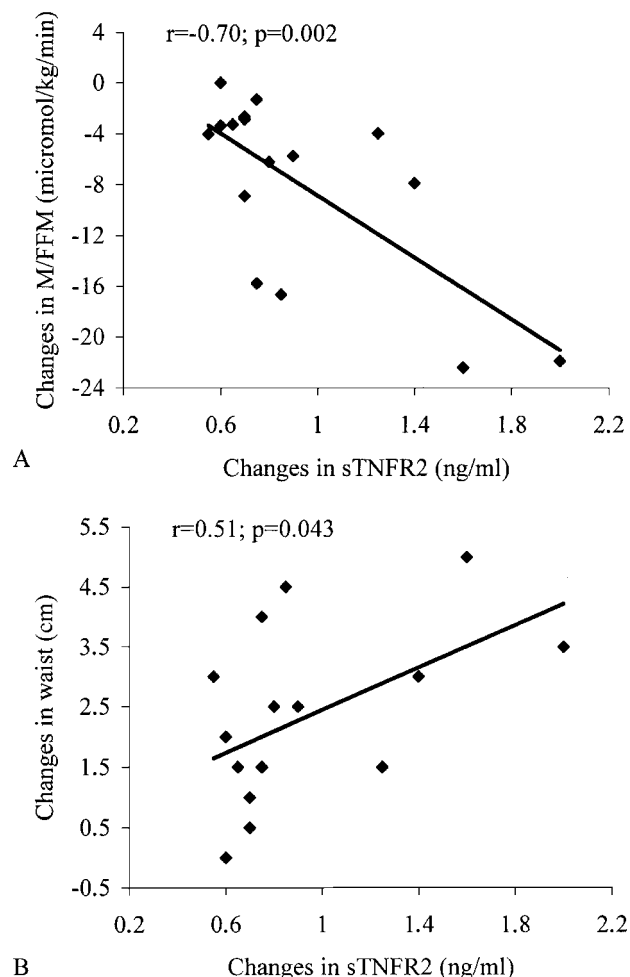 r=-0.70; p=0.002
4
0
-4
-8
-12
-16
-20
-24
Changes in M/FFM (micromol/kg/min)
0.2 0.6 1 1.4 1.8 2.2
A
Changes in sTNFR2 (ng/ml)
r=0.51; p=0.043
5.5
4.5
3.5
2.5
1.5
0.5
-0.5
Changes in waist (cm)
0.2 0.6 1 1.4 1.8 2.2
B
Changes in sTNFR2 (ng/ml)